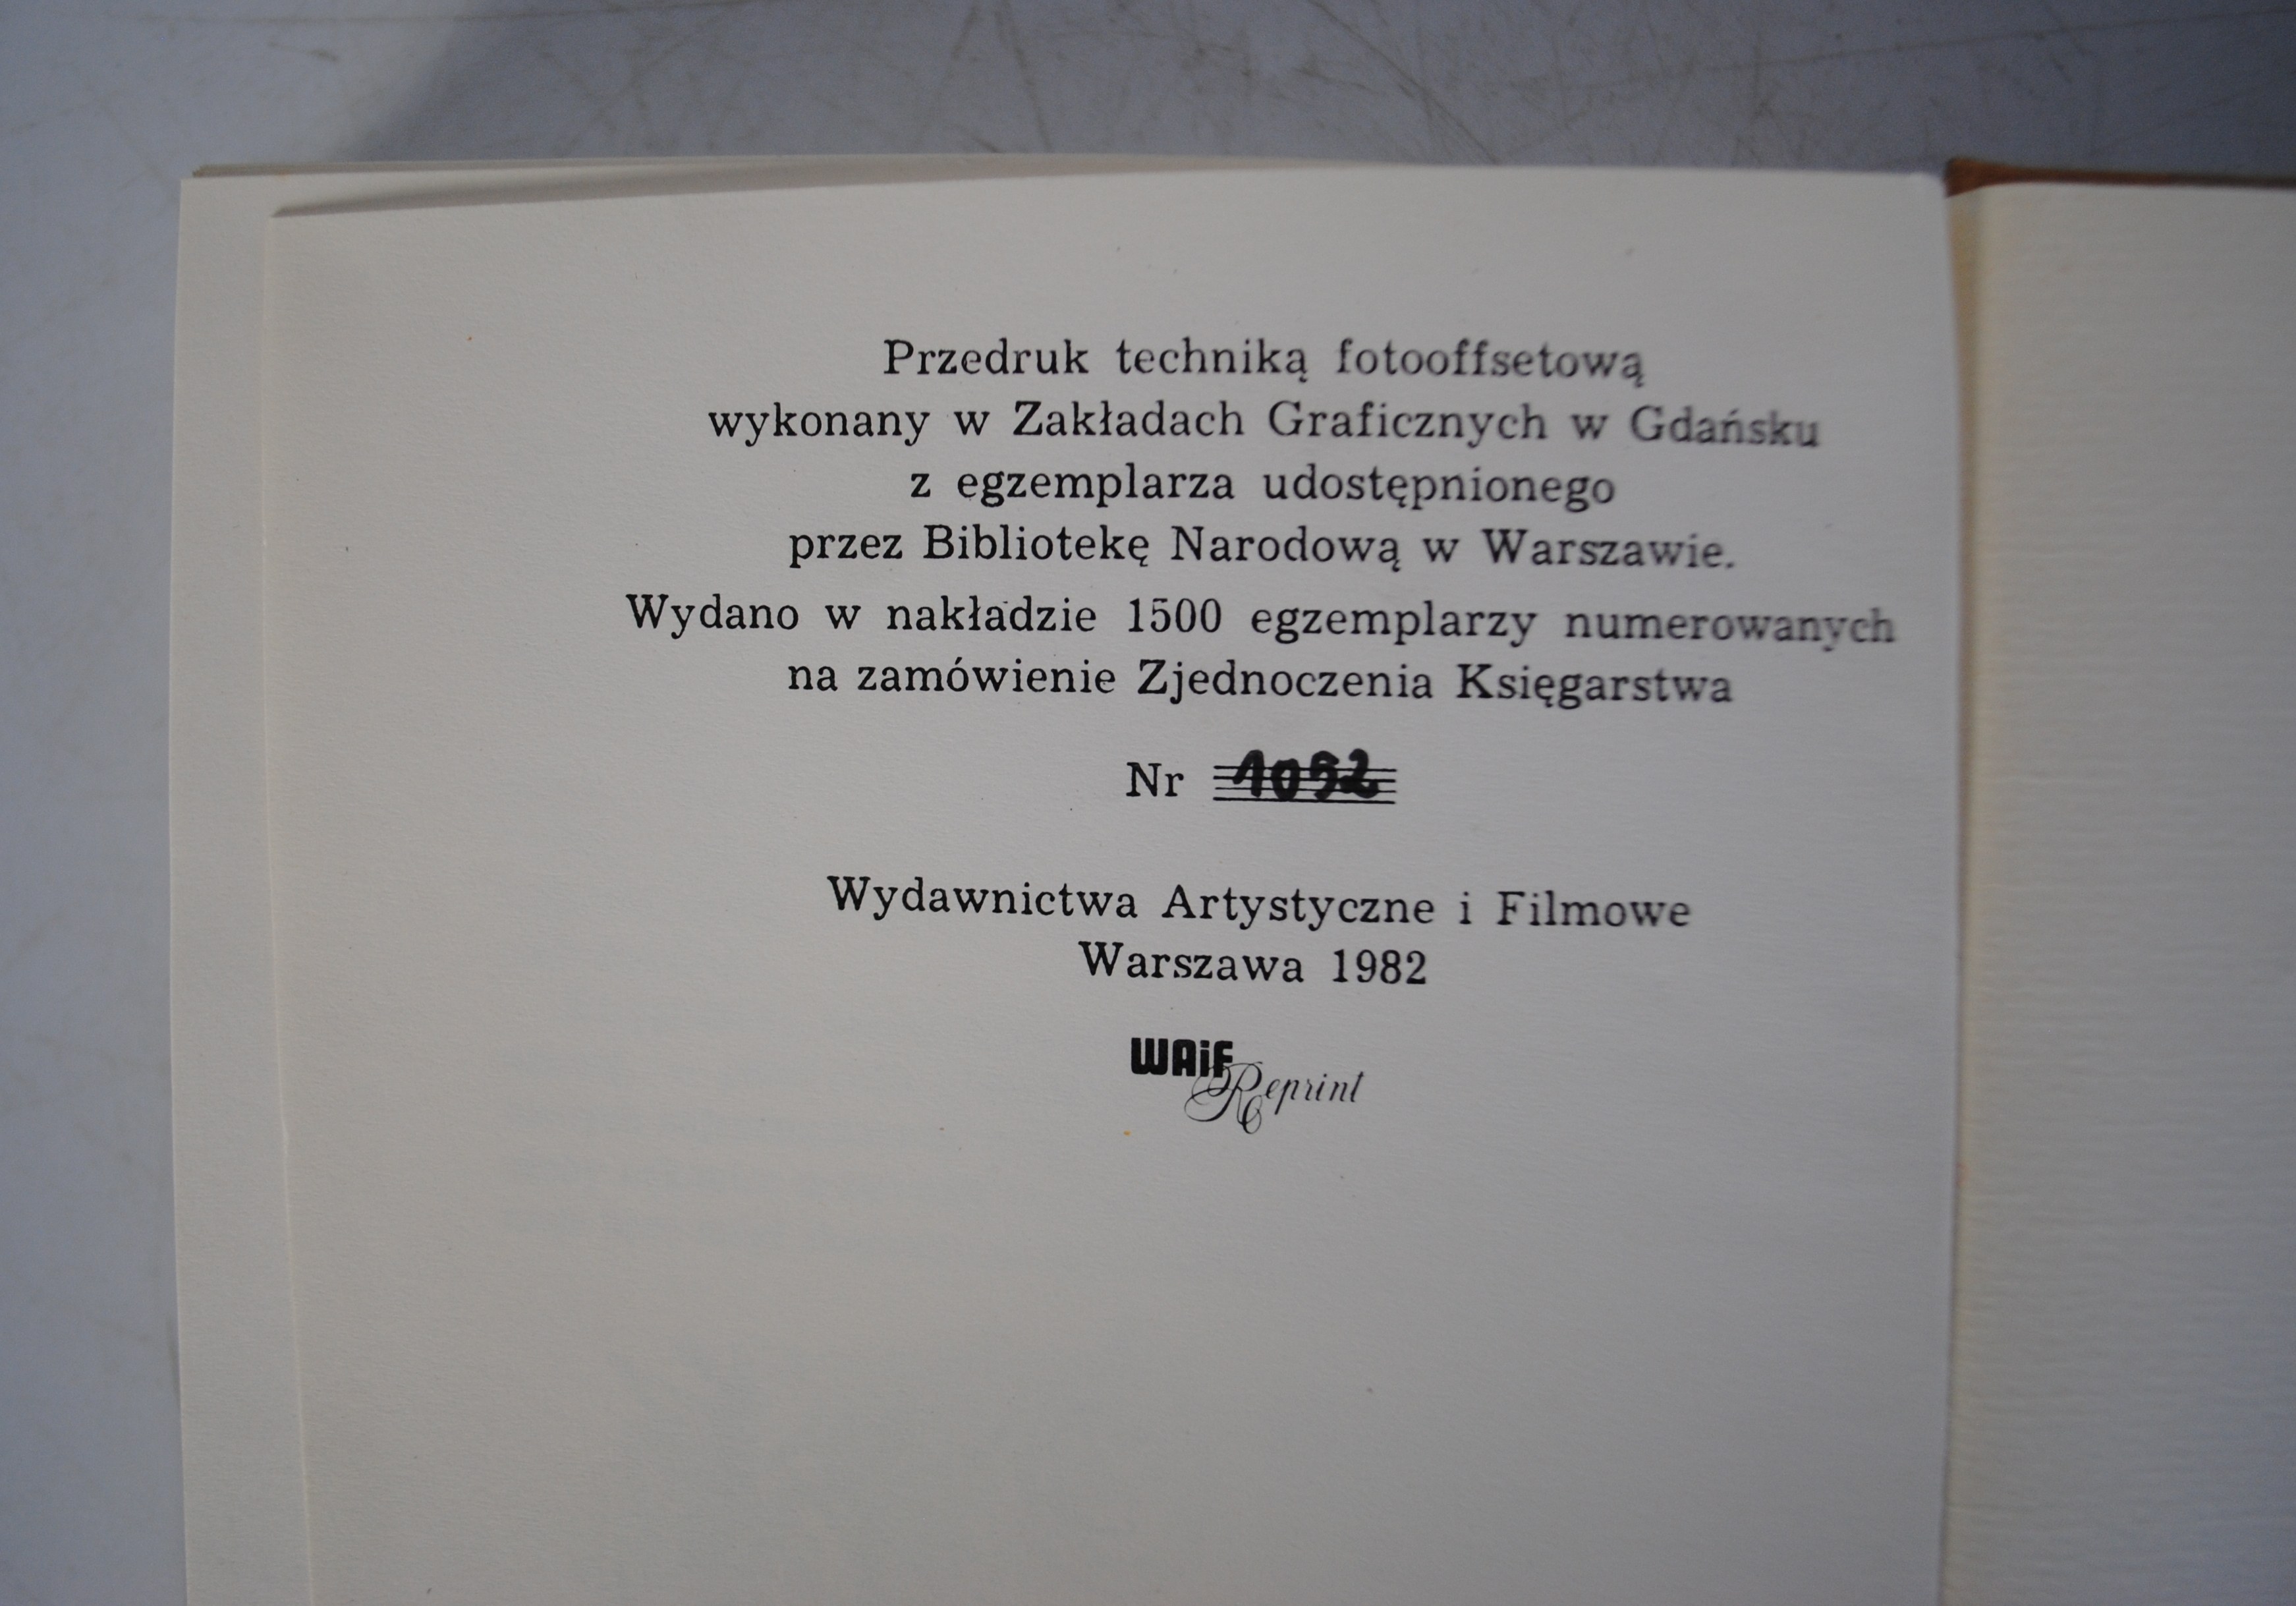 Przedruk techniką fotooffsetową
wykonany w Zakładach Graficznych w Gdańsku
z egzemplarza udostępnionego
przez Bibliotekę Narodową w Warszawie.
Wydano w nakładzie 1500 egzemplarzy numerowanych
na zamówienie Zjednoczenia Księgarstwa
Nr
Wydawnictwa Artystyczne i Filmowe
Warszawa 1982
WAiF
Reprint